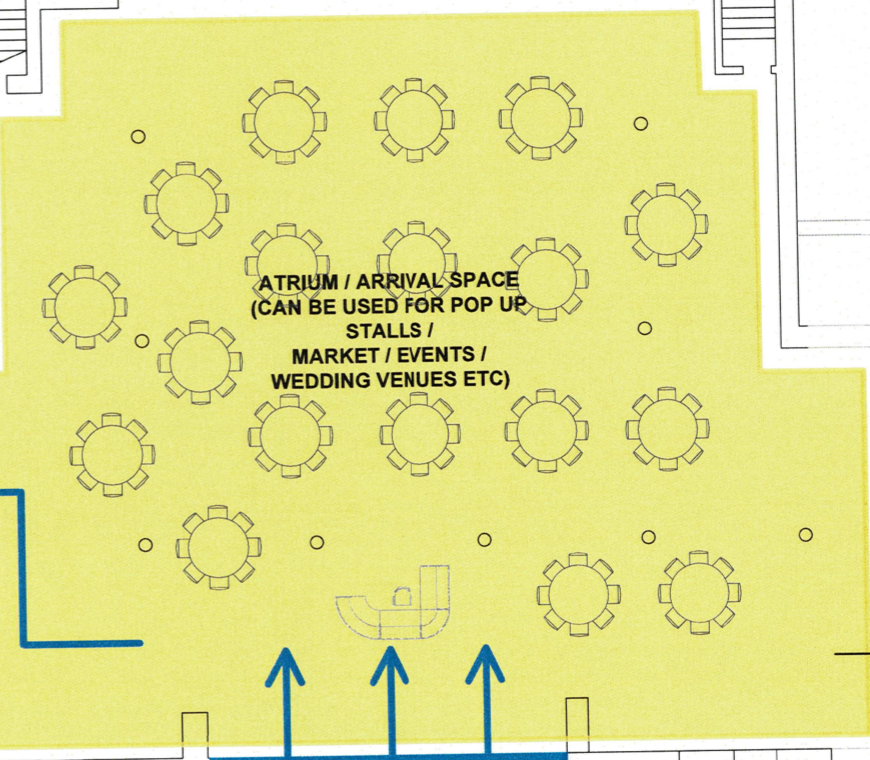 ATRIUM / ARRIVAL SPACE
(CAN BE USED FOR POP UP
STALLS /
MARKET / EVENTS /
WEDDING VENUES ETC)